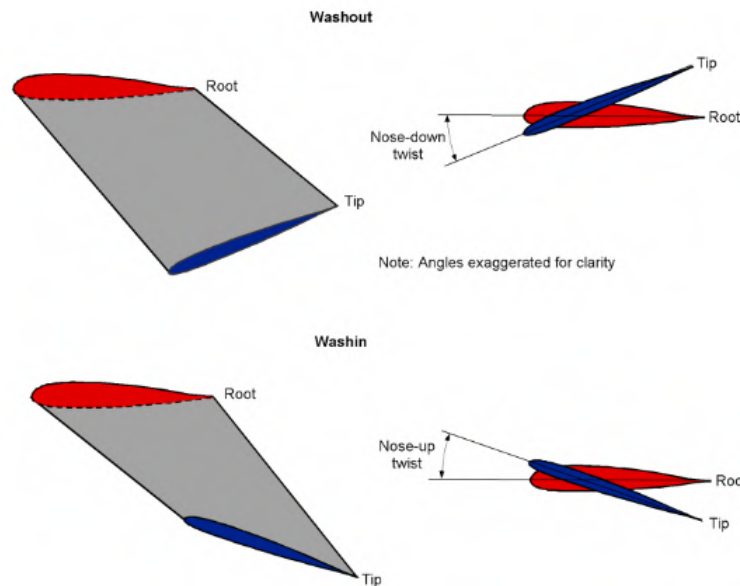 Washout
Root
Tip
Tip
Nose-down
twist
Root
Note: Angles exaggerated for clarity
Washin
Root
Tip
Nose-up
twist
Roo
Tip